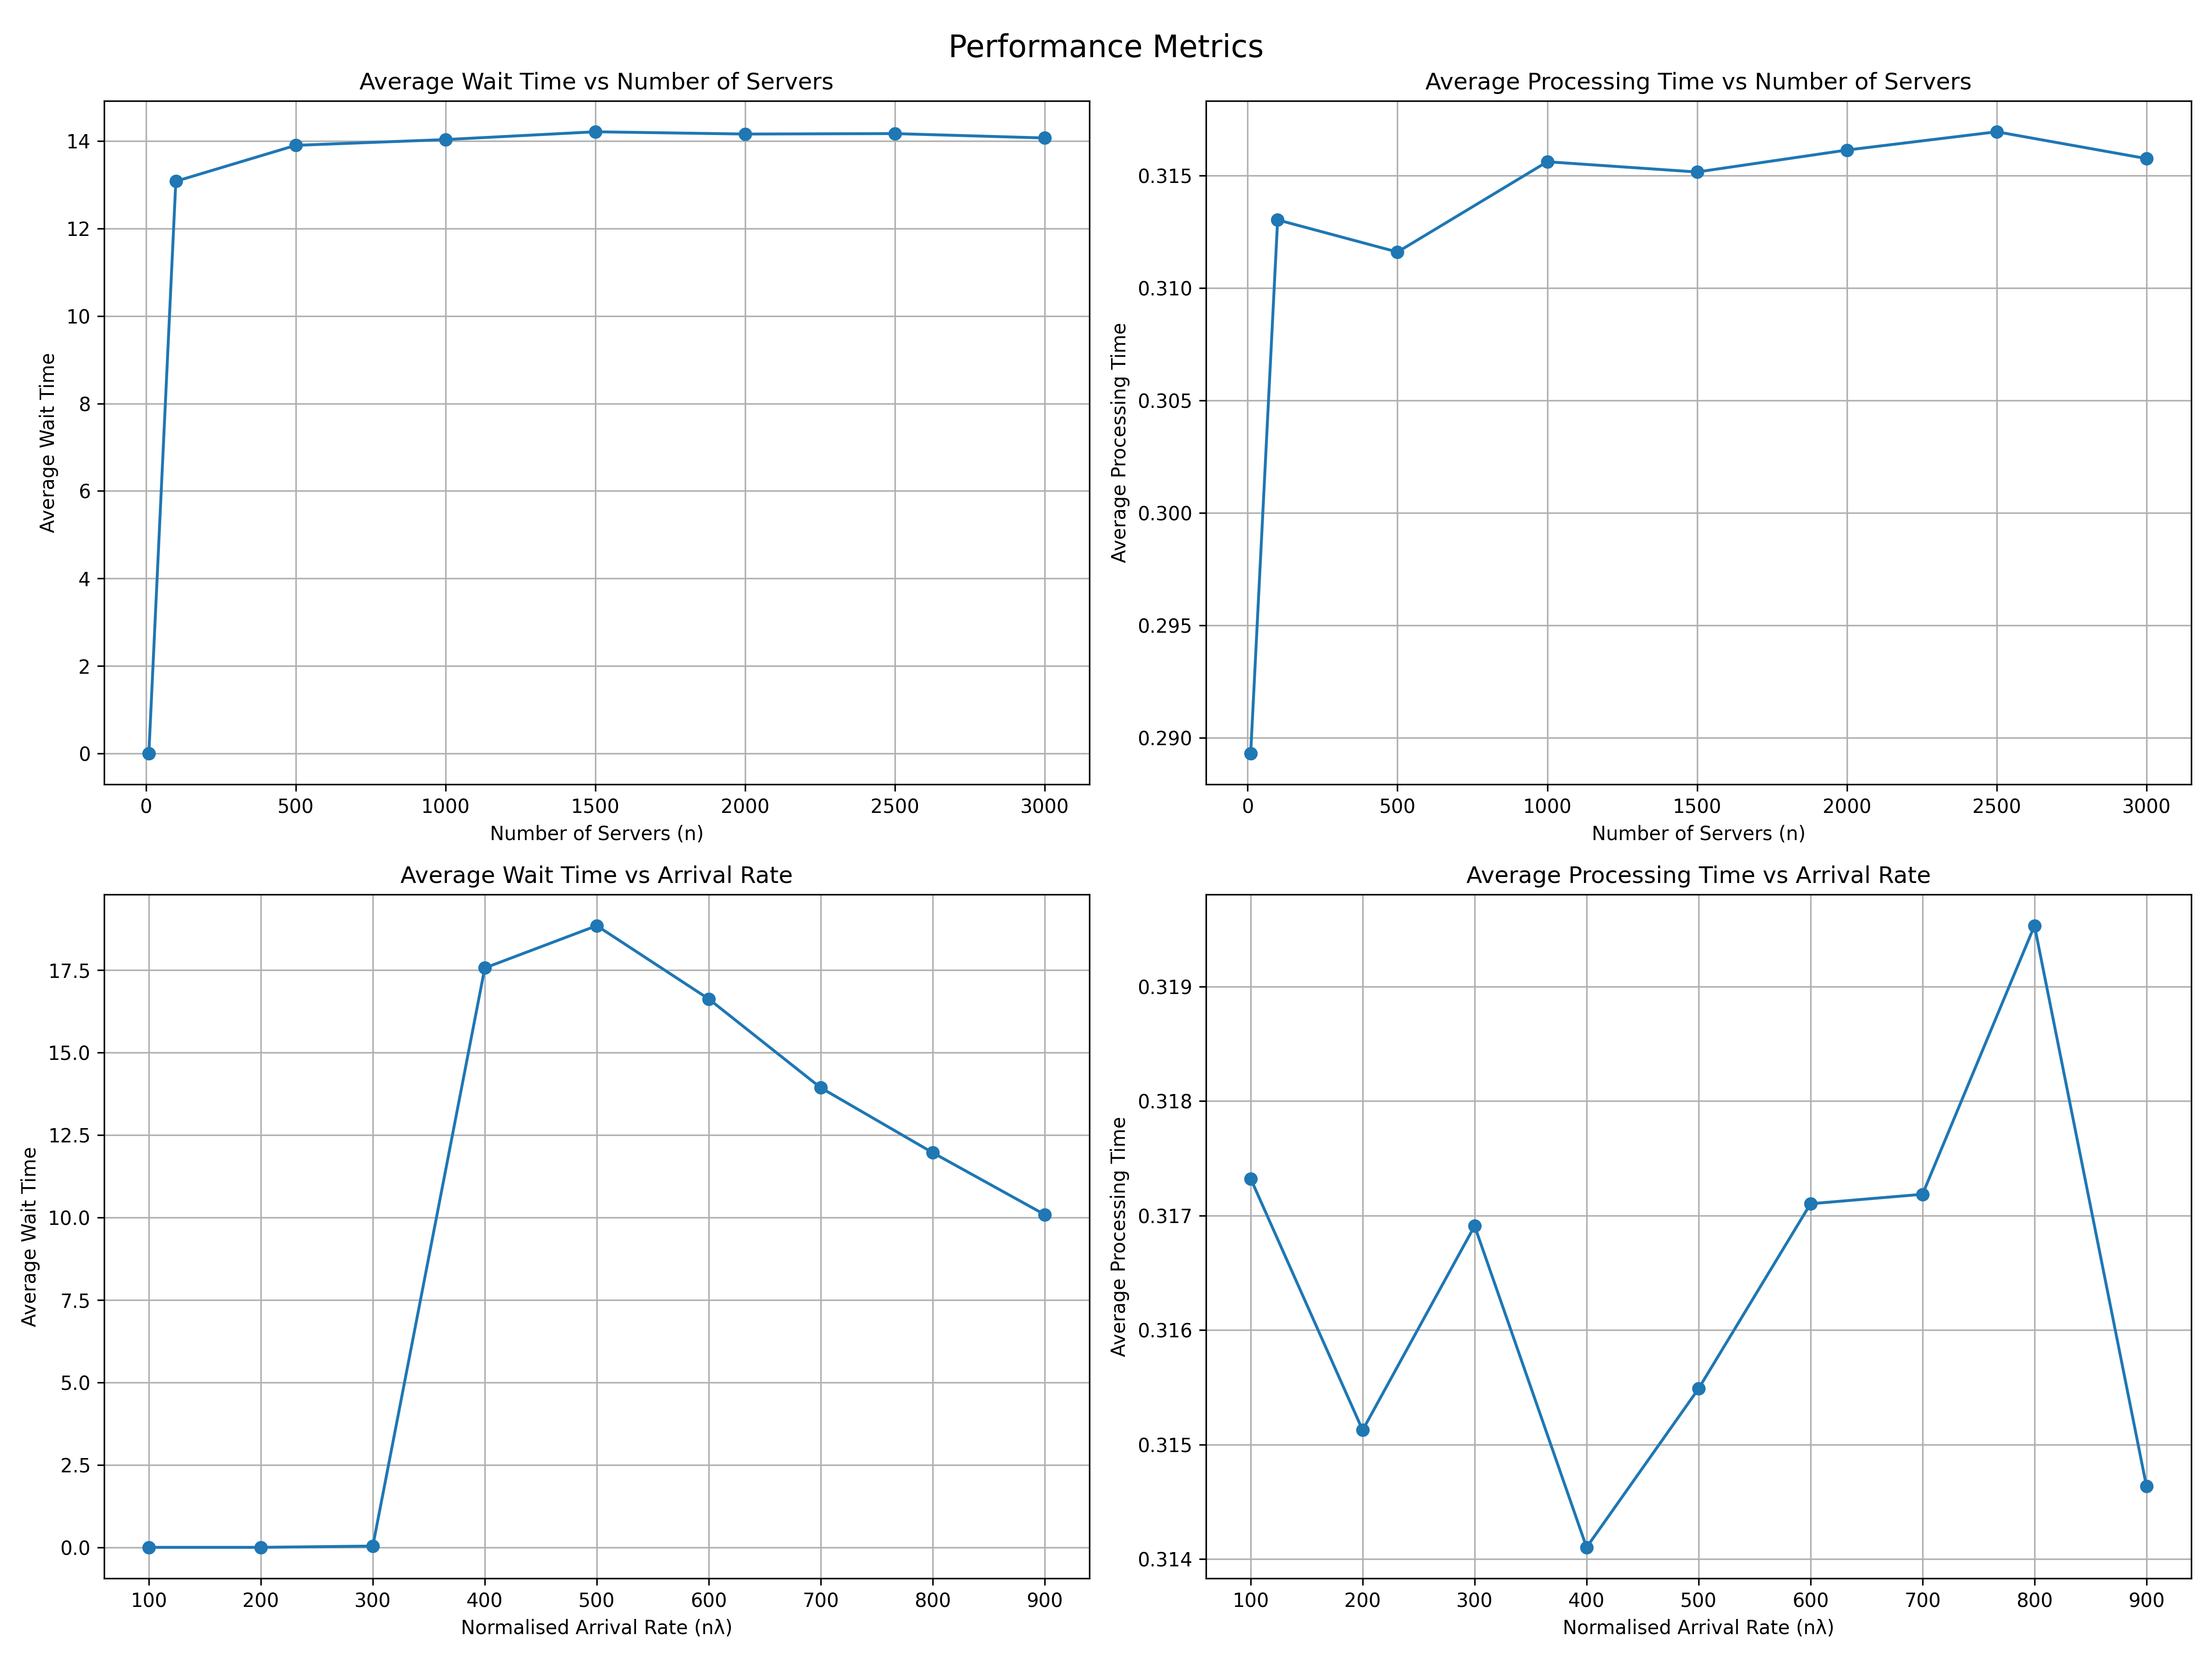 Performance Metrics
Average Wait Time vs Number of Servers
Average Wait Time
14
12
10
8
6
4
2
0
0 500 1000 1500 2000 2500 3000
Number of Servers (n)
Average Processing Time vs Number of Servers
Average Processing Time
0.315
0.310
0.305
0.300
0.295
0.290
0 500 1000 1500 2000 2500 3000
Number of Servers (n)
Average Wait Time vs Arrival Rate
Average Wait Time
17.5
15.0
12.5
10.0
7.5
5.0
2.5
0.0
100 200 300 400 500 600 700 800 900
Normalised Arrival Rate (nλ)
Average Processing Time vs Arrival Rate
Average Processing Time
0.319
0.318
0.317
0.316
0.315
0.314
100 200 300 400 500 600 700 800 900
Normalised Arrival Rate (nλ)